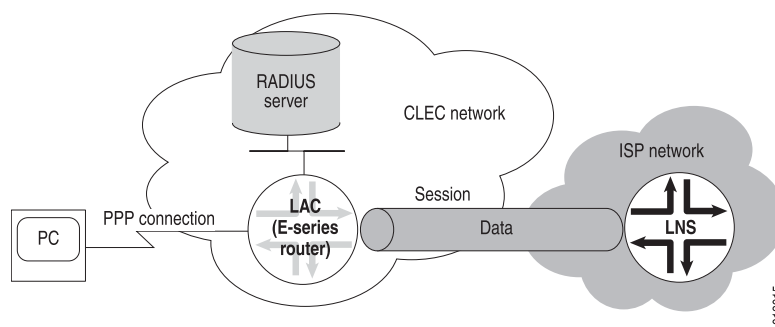 RADIUS
server
CLEC network
ISP network
PPP connection
PC
LAC
(E-series
router)
Session
Data
LNS